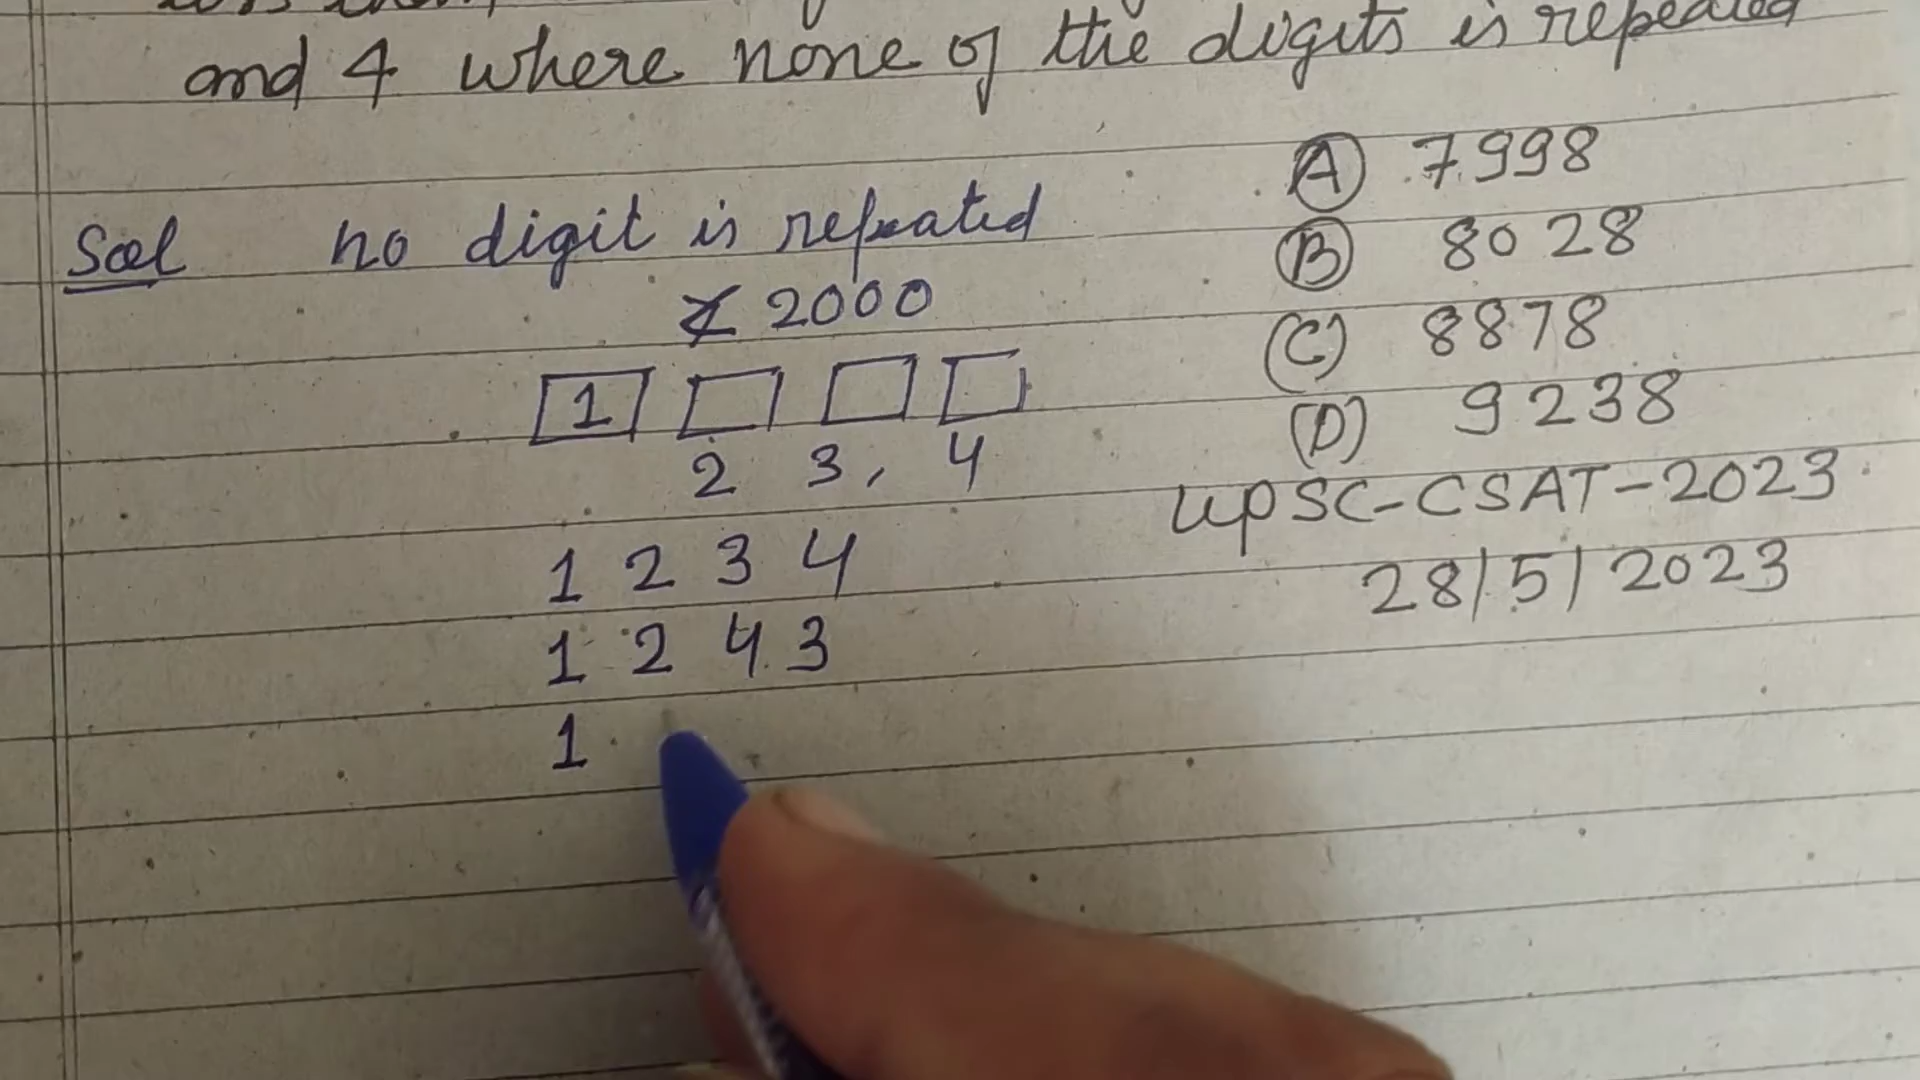 less than
and 4 where none of the digits is repeated
Sol no digit is repeated
< 2000
1
2 3, 4
1 2 3 4
1 2 4 3
1
(A) 7998
(B) 8028
(C) 8878
(D) 9238
UPSC-CSAT-2023
28/5/2023